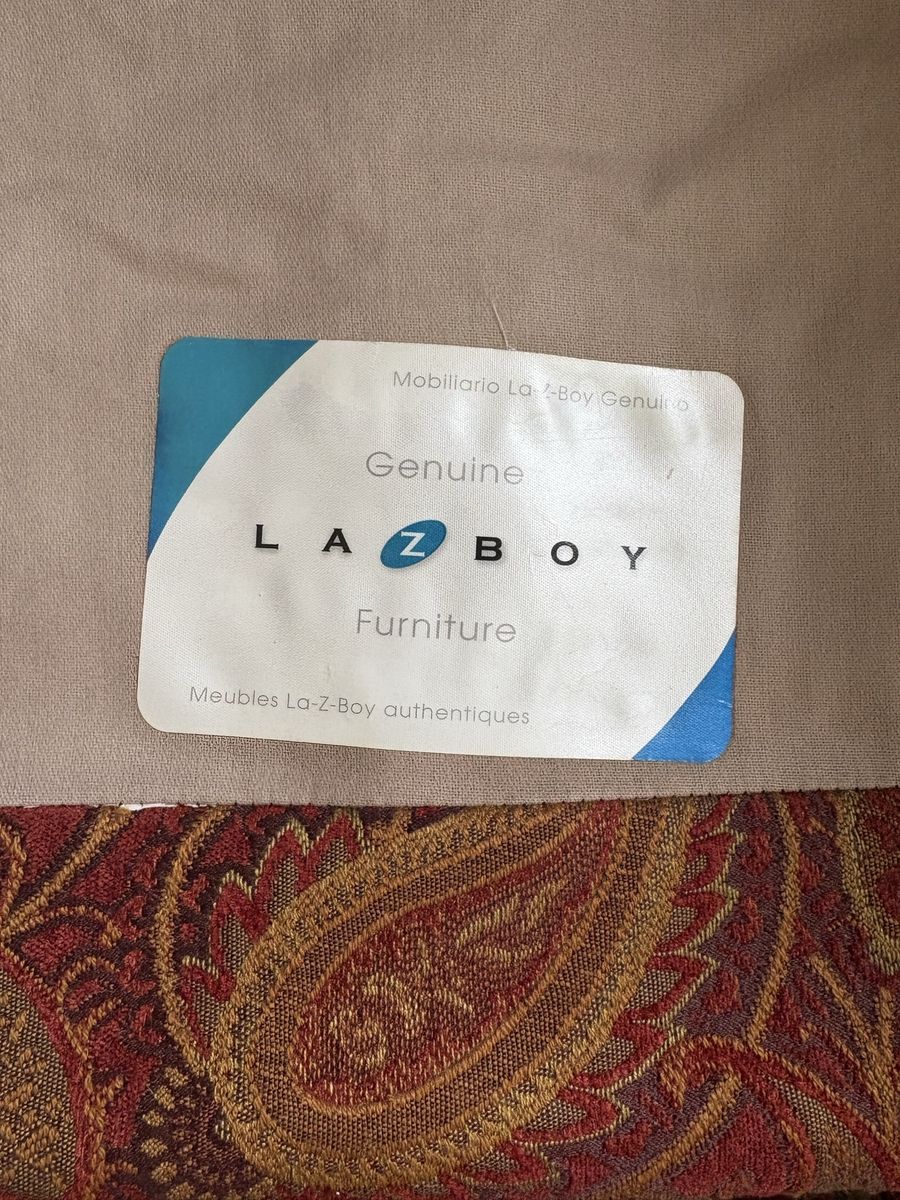 Mobiliario La-Z-Boy Genuino
Genuine
LAZBOY
Furniture
Meubles La-Z-Boy authentiques